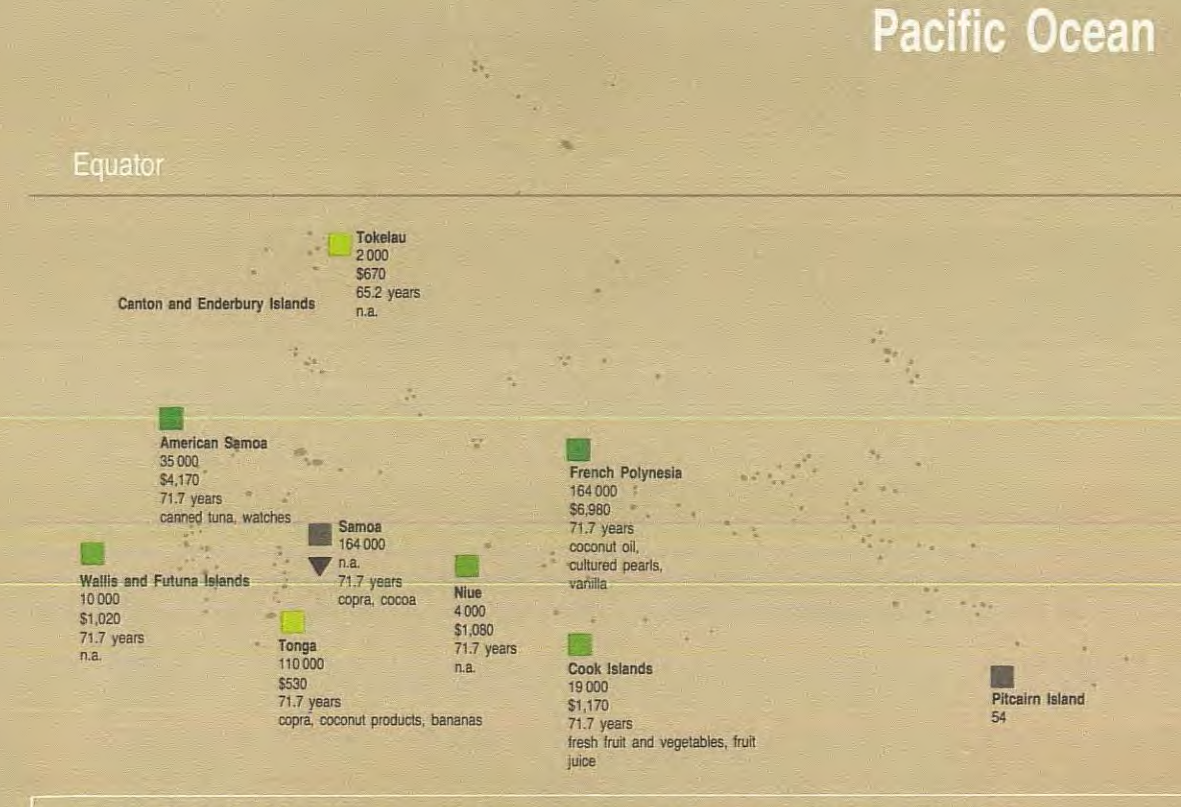 Pacific Ocean
Equator
Tokelau
2 000
$670
65.2 years
n.a.
Canton and Enderbury Islands
American Samoa
35 000
$4,170
71.7 years
canned tuna, watches
French Polynesia
164 000
$6,980
71.7 years
coconut oil,
cultured pearls,
vanilla
Samoa
164 000
n.a.
71.7 years
copra, cocoa
Wallis and Futuna Islands
10 000
$1,020
71.7 years
n.a.
Niue
4 000
$1,080
71.7 years
n.a.
Tonga
110 000
$530
71.7 years
copra, coconut products, bananas
Cook Islands
19 000
$1,170
71.7 years
fresh fruit and vegetables, fruit
juice
Pitcairn Island
54